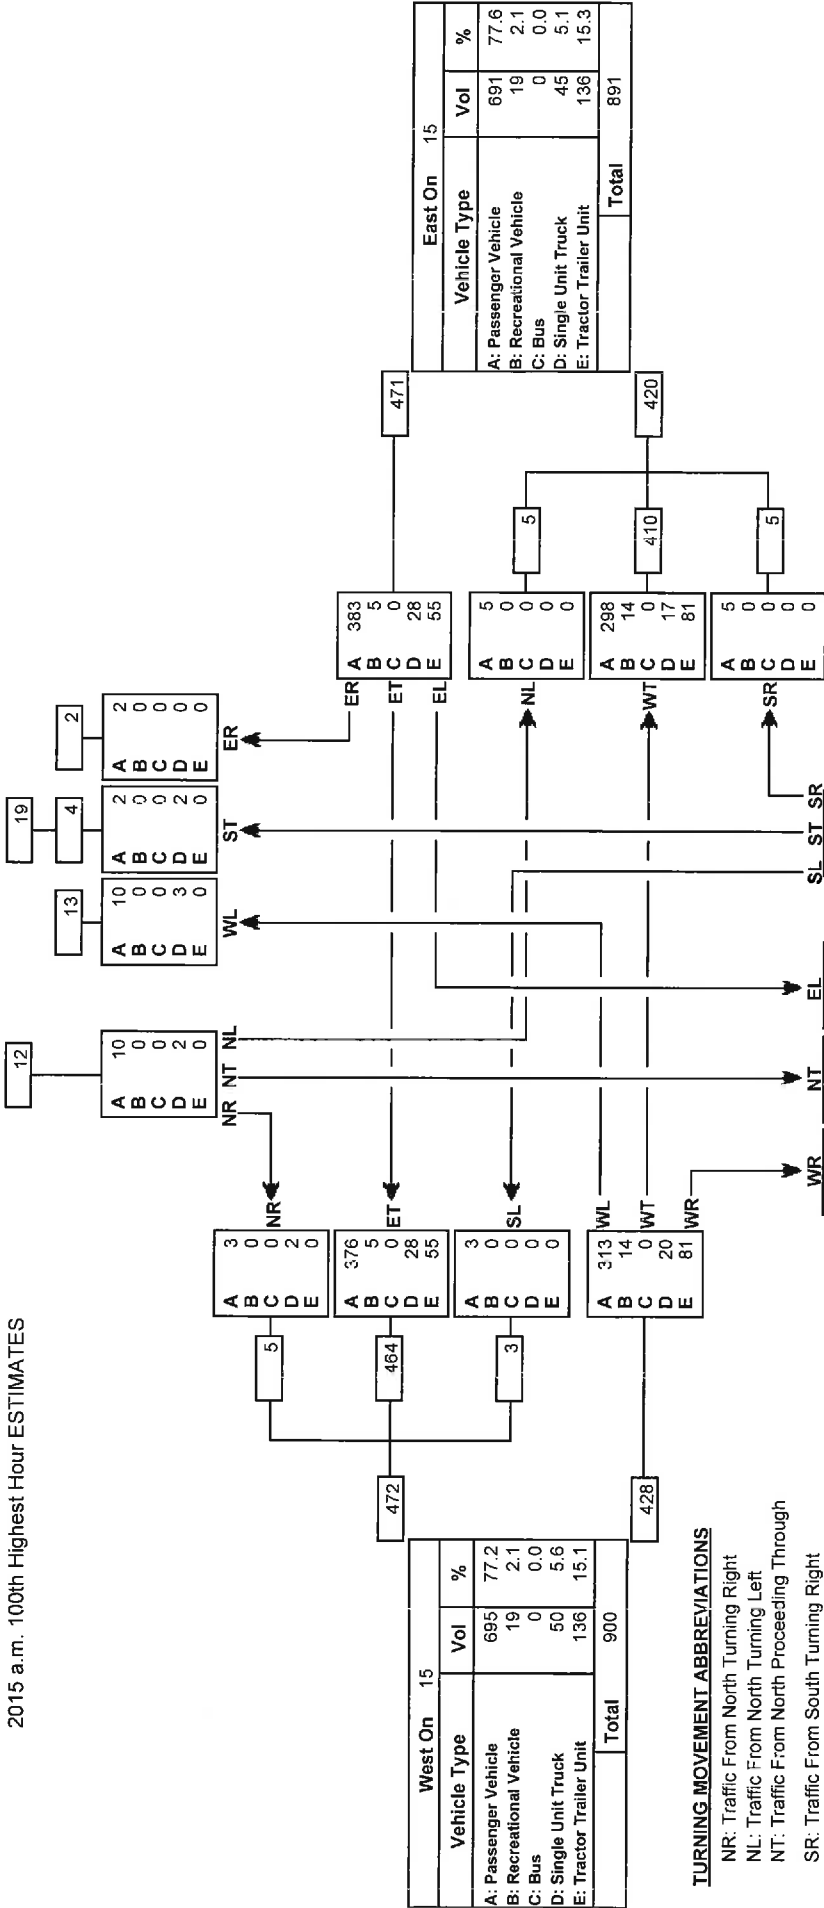 2015 a.m. 100th Highest Hour ESTIMATES
12
A 10
B 0
C 0
D 2
E 0
NR NT NL
13
A 10
B 0
C 0
D 3
E 0
WL
19
4
A 2
B 0
C 0
D 2
E 0
ST
2
A 2
B 0
C 0
D 0
E 0
ER
West On 15
Vehicle Type Vol %
A: Passenger Vehicle 695 77.2
B: Recreational Vehicle 19 2.1
C: Bus 0 0.0
D: Single Unit Truck 50 5.6
E: Tractor Trailer Unit 136 15.1
Total 900
472
428
5
A 3
B 0
C 0
D 2
E 0
NR
464
A 376
B 5
C 0
D 28
E 55
ET
3
A 3
B 0
C 0
D 0
E 0
SL
A 313
B 14
C 0
D 20
E 81
WL
WT
WR
ER
ET
EL
A 383
B 5
C 0
D 28
E 55
471
NL
A 5
B 0
C 0
D 0
E 0
5
WT
A 298
B 14
C 0
D 17
E 81
410
SR
A 5
B 0
C 0
D 0
E 0
5
420
East On 15
Vehicle Type Vol %
A: Passenger Vehicle 691 77.6
B: Recreational Vehicle 19 2.1
C: Bus 0 0.0
D: Single Unit Truck 45 5.1
E: Tractor Trailer Unit 136 15.3
Total 891
WR NT EL SL ST SR
TURNING MOVEMENT ABBREVIATIONS
NR: Traffic From North Turning Right
NL: Traffic From North Turning Left
NT: Traffic From North Proceeding Through
SR: Traffic From South Turning Right